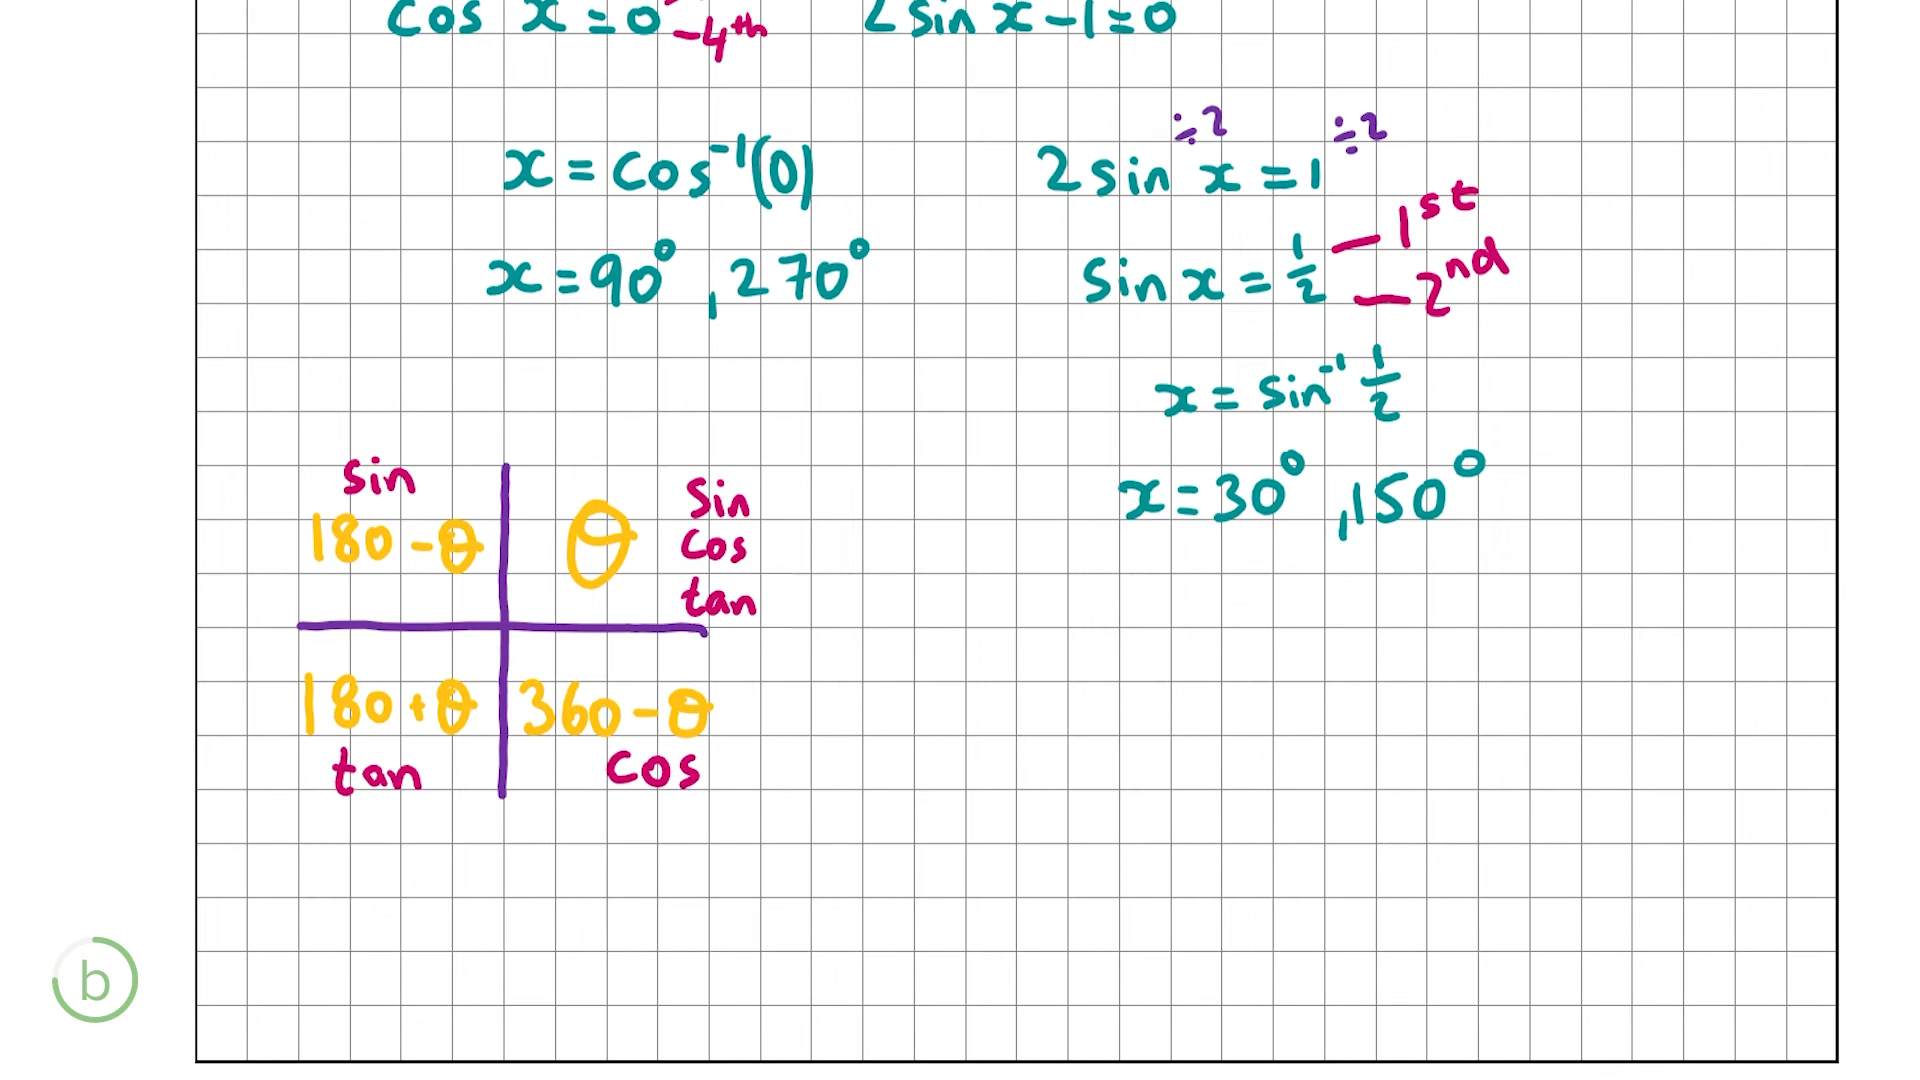 cos x = 0 -4th
2 sin x - 1 = 0
÷2 ÷2
x = cos⁻¹(0)
2 sin x = 1
x = 90°, 270°
sin x = 1/2 — 1st — 2nd
x = sin⁻¹ 1/2
x = 30°, 150°
sin
180 - θ
θ
sin
cos
tan
180 + θ
tan
360 - θ
cos
b